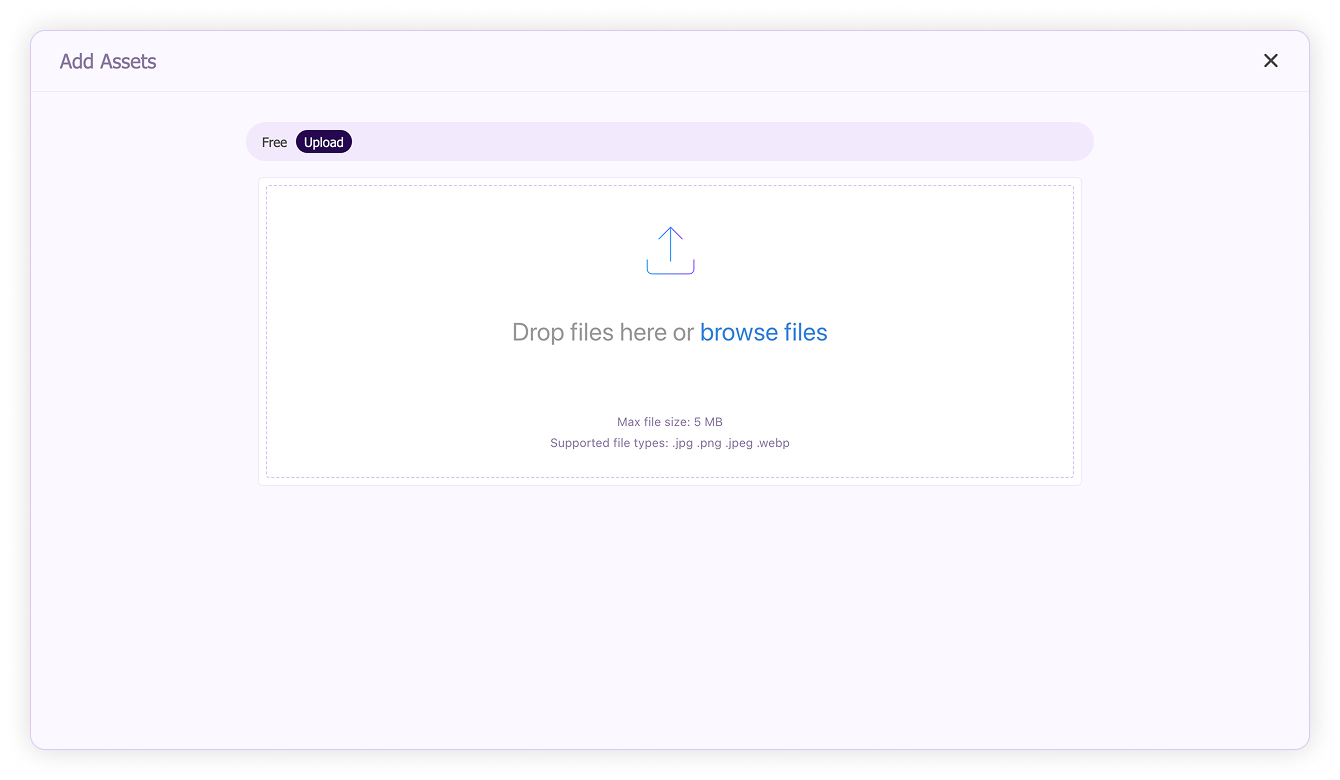 Add Assets
Free Upload
Drop files here or browse files
Max file size: 5 MB
Supported file types: .jpg .png .jpeg .webp